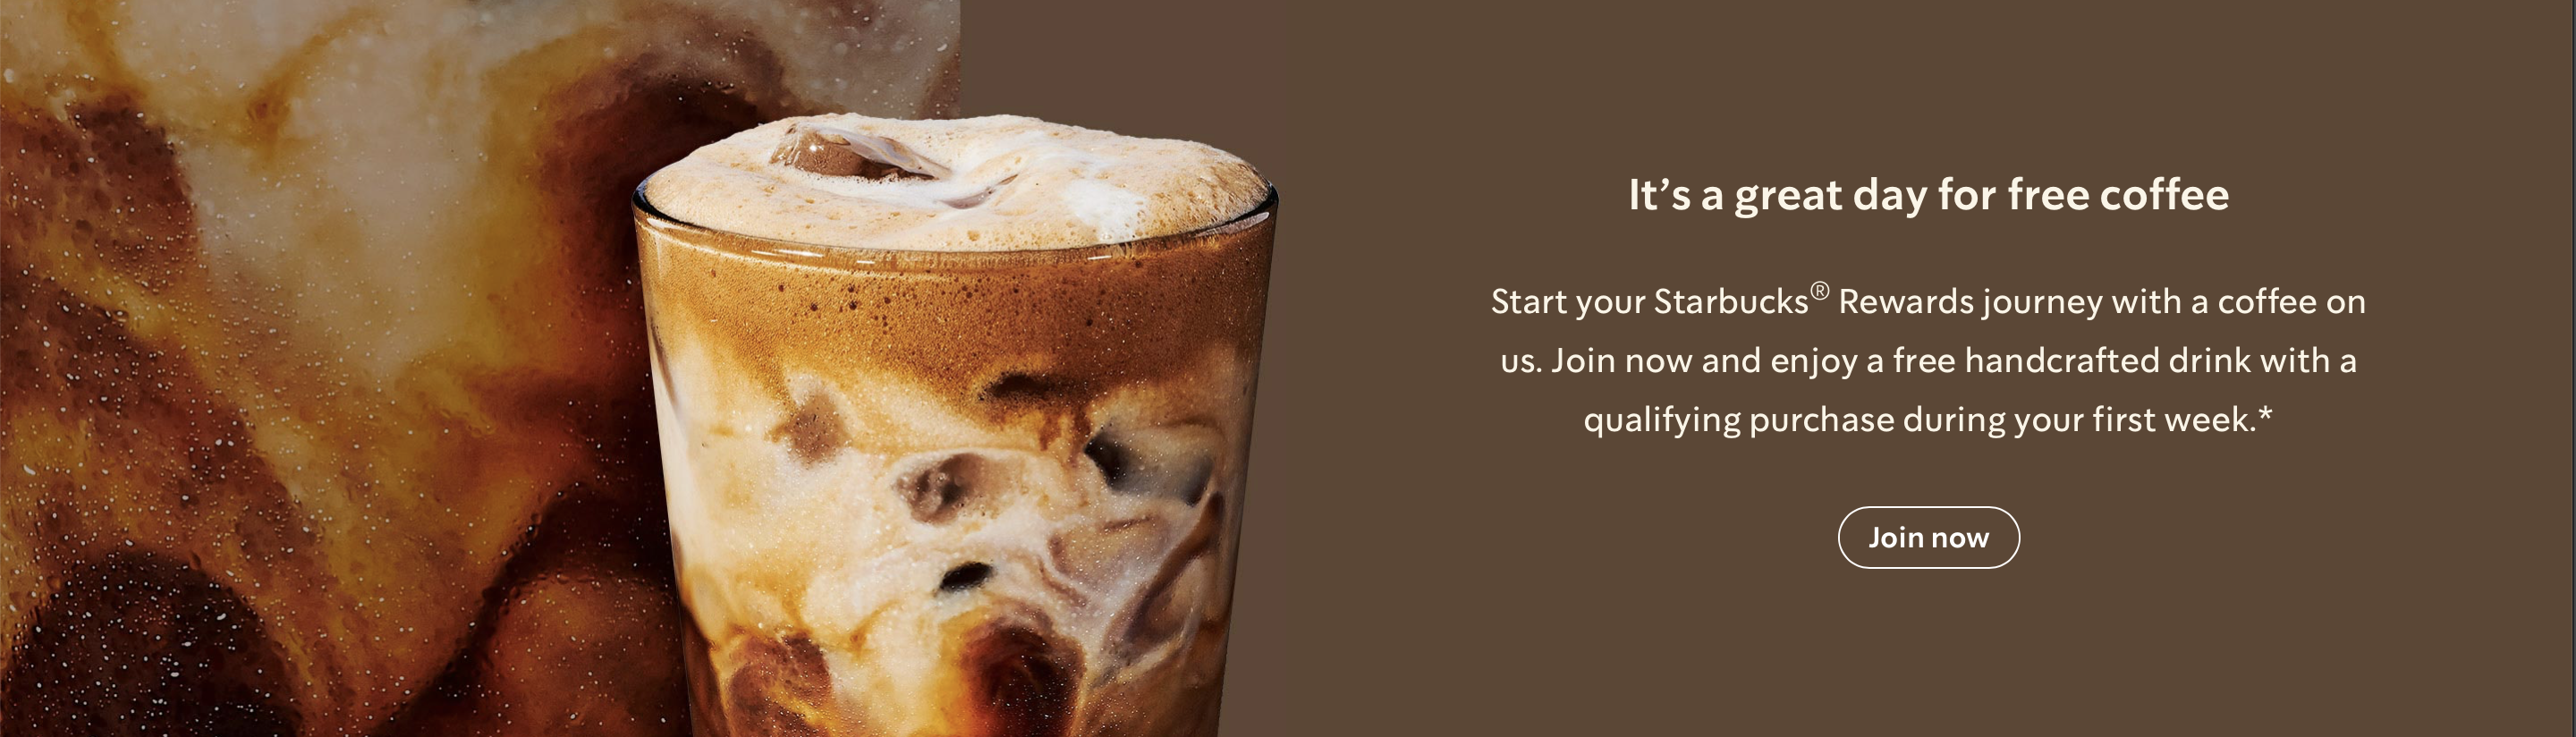 It’s a great day for free coffee
Start your Starbucks® Rewards journey with a coffee on
us. Join now and enjoy a free handcrafted drink with a
qualifying purchase during your first week.*
Join now